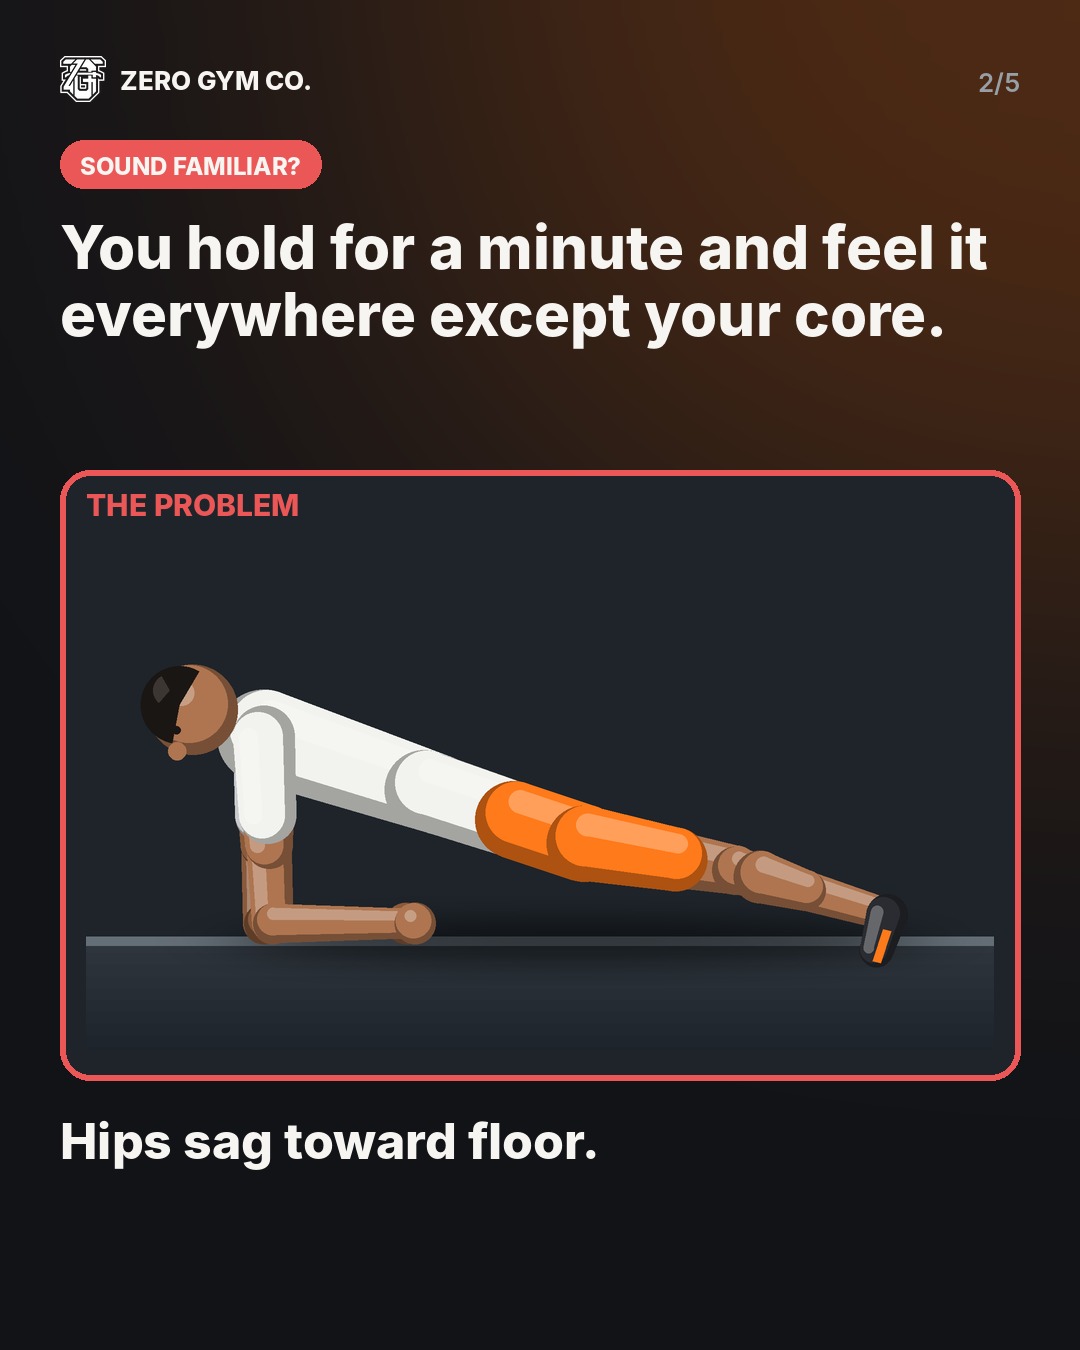 ZERO GYM CO.
2/5
SOUND FAMILIAR?
You hold for a minute and feel it
everywhere except your core.
THE PROBLEM
Hips sag toward floor.